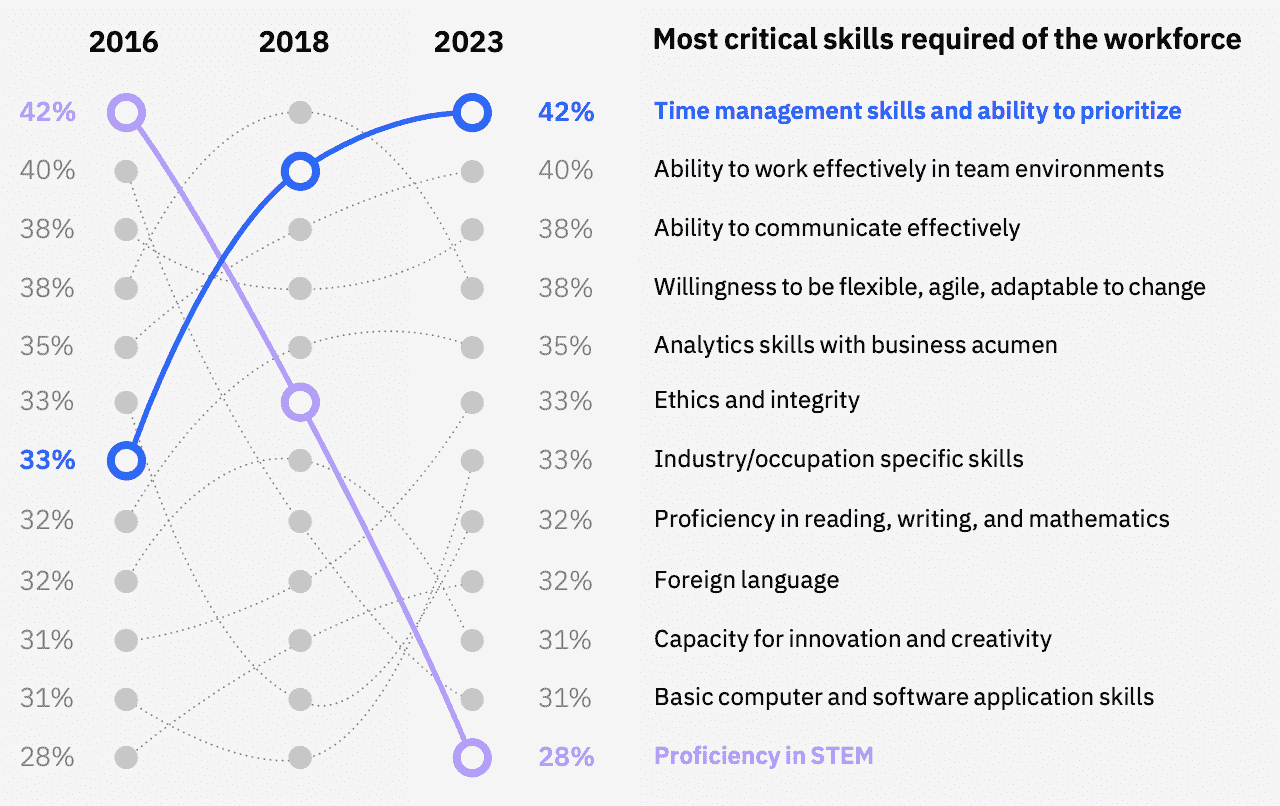 2016 2018 2023 Most critical skills required of the workforce
42% 42% Time management skills and ability to prioritize
40% 40% Ability to work effectively in team environments
38% 38% Ability to communicate effectively
38% 38% Willingness to be flexible, agile, adaptable to change
35% 35% Analytics skills with business acumen
33% 33% Ethics and integrity
33% 33% Industry/occupation specific skills
32% 32% Proficiency in reading, writing, and mathematics
32% 32% Foreign language
31% 31% Capacity for innovation and creativity
31% 31% Basic computer and software application skills
28% 28% Proficiency in STEM